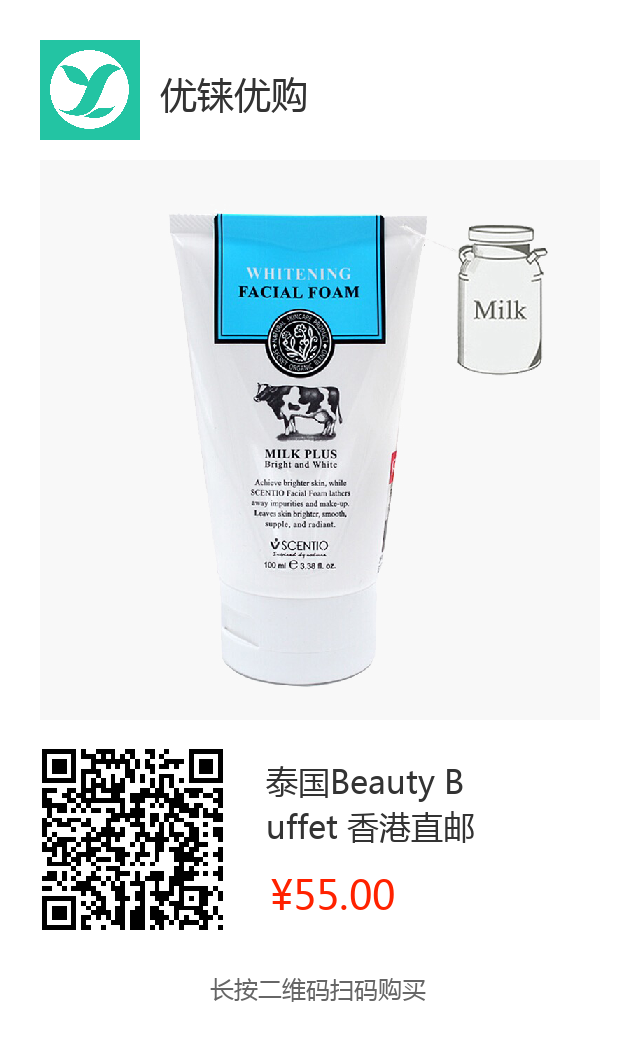 优铼优购
WHITENING
FACIAL FOAM
Milk
MILK PLUS
Bright and White
Achieve brighter skin, while
SCENTIO Facial Foam lathers
away impurities and make-up.
Leaves skin brighter, smooth,
supple, and radiant.
SCENTIO
100 ml e 3.38 fl. oz.
泰国Beauty B
uffet 香港直邮
¥55.00
长按二维码扫码购买